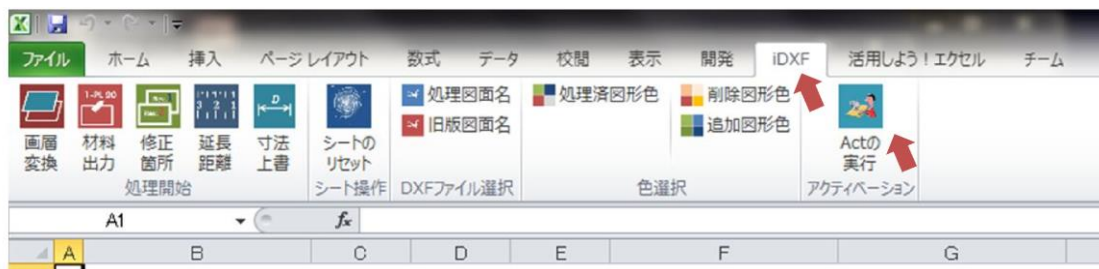 ファイル ホーム 挿入 ページ レイアウト 数式 データ 校閲 表示 開発 iDXF 活用しよう！エクセル チーム
画層変換
材料出力
修正箇所
延長距離
寸法上書
シートのリセット
処理図面名
旧版図面名
処理済図形色
削除図形色
追加図形色
Actの実行
処理開始 シート操作 DXFファイル選択 色選択 アクティベーション
A1 fx
A B C D E F G